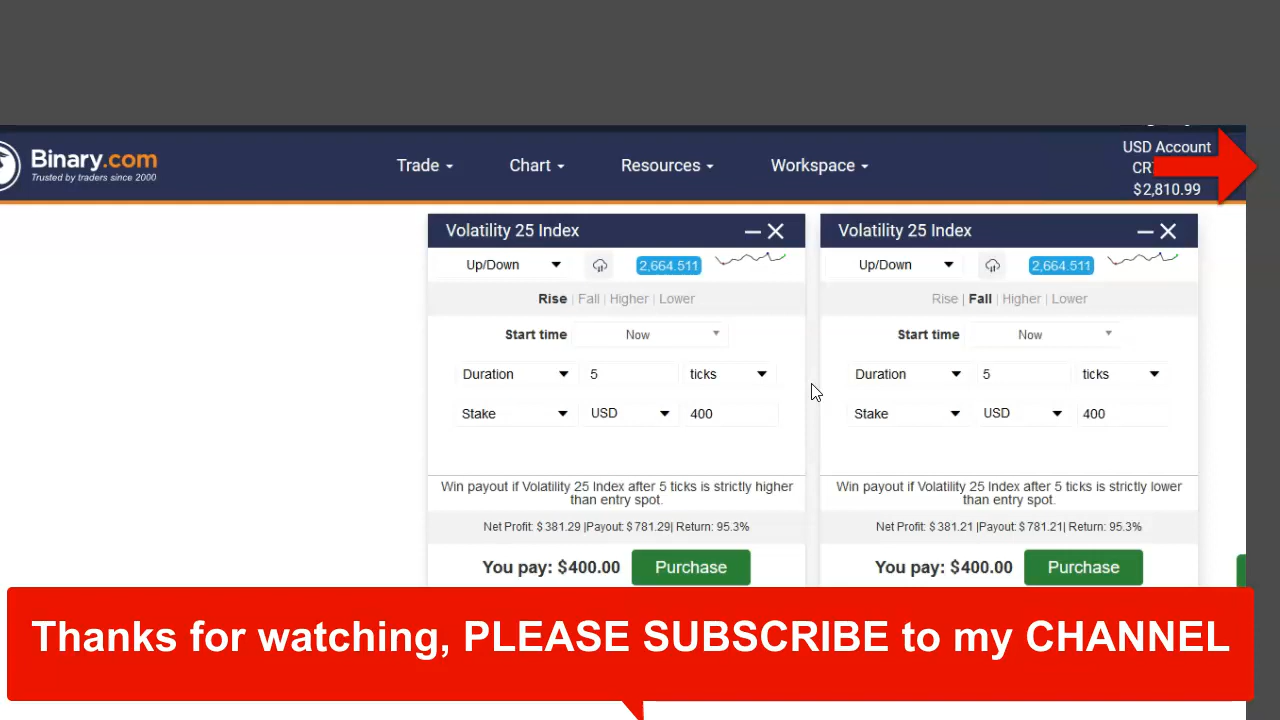 Binary.com
Trusted by traders since 2000
Trade
Chart
Resources
Workspace
USD Account
CR
$2,810.99
Volatility 25 Index
Up/Down
2,664.511
Rise | Fall | Higher | Lower
Start time Now
Duration 5 ticks
Stake USD 400
Win payout if Volatility 25 Index after 5 ticks is strictly higher
than entry spot.
Net Profit: $ 381.29 |Payout: $ 781.29| Return: 95.3%
You pay: $400.00 Purchase
Volatility 25 Index
Up/Down
2,664.511
Rise | Fall | Higher | Lower
Start time Now
Duration 5 ticks
Stake USD 400
Win payout if Volatility 25 Index after 5 ticks is strictly lower
than entry spot.
Net Profit: $ 381.21 |Payout: $ 781.21| Return: 95.3%
You pay: $400.00 Purchase
Thanks for watching, PLEASE SUBSCRIBE to my CHANNEL